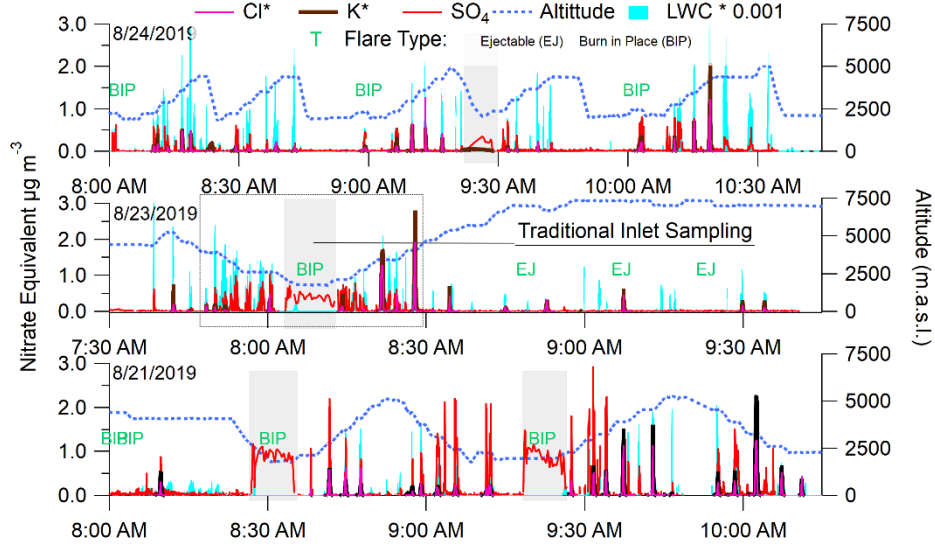 Cl* K* SO4 Altittude LWC * 0.001
T Flare Type: Ejectable (EJ) Burn in Place (BIP)
8/24/2019
3.0 2.0 1.0 0.0
BIP BIP BIP
7500 5000 2500 0
8:00 AM 8:30 AM 9:00 AM 9:30 AM 10:00 AM 10:30 AM
8/23/2019
3.0 2.0 1.0 0.0
Traditional Inlet Sampling
BIP EJ EJ EJ
7500 5000 2500 0
7:30 AM 8:00 AM 8:30 AM 9:00 AM 9:30 AM
8/21/2019
3.0 2.0 1.0 0.0
BIP BIP BIP BIP
7500 5000 2500 0
8:00 AM 8:30 AM 9:00 AM 9:30 AM 10:00 AM
Nitrate Equivalent µg m⁻³
Altitude (m.a.s.l.)